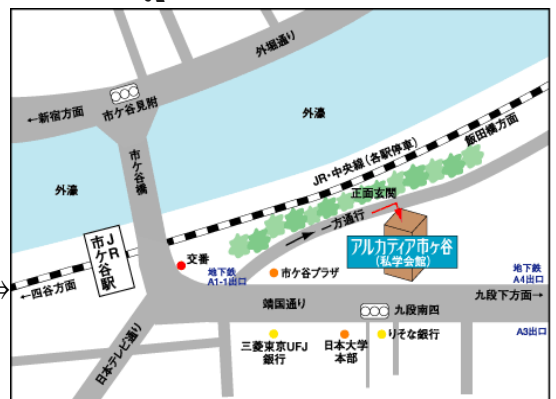 外堀通り
←新宿方面
市ケ谷見附
外濠
飯田橋方面
JR・中央線（各駅停車）
市ケ谷橋
外濠
正面玄関
一方通行
JR
市ケ谷駅
アルカディア市ヶ谷
（私学会館）
交番
地下鉄
A1-1出口
市ケ谷プラザ
地下鉄
A4出口
←四谷方面
靖国通り
九段下方面→
九段南四
A3出口
日本テレビ通り
三菱東京UFJ
銀行
日本大学
本部
りそな銀行